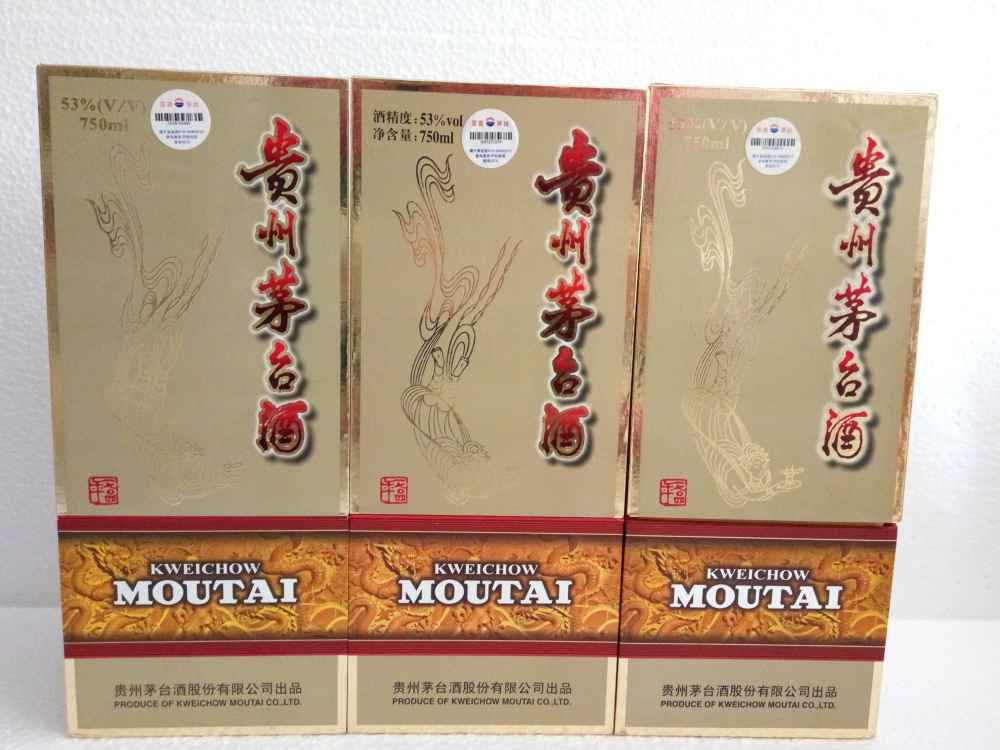 53%(V/V)
750ml
贵州茅台酒
KWEICHOW
MOUTAI
贵州茅台酒股份有限公司出品
PRODUCE OF KWEICHOW MOUTAI CO.,LTD.
酒精度:53%vol
净含量:750ml
贵州茅台酒
KWEICHOW
MOUTAI
贵州茅台酒股份有限公司出品
PRODUCE OF KWEICHOW MOUTAI CO.,LTD.
53%(V/V)
750ml
贵州茅台酒
KWEICHOW
MOUTAI
贵州茅台酒股份有限公司出品
PRODUCE OF KWEICHOW MOUTAI CO.,LTD.